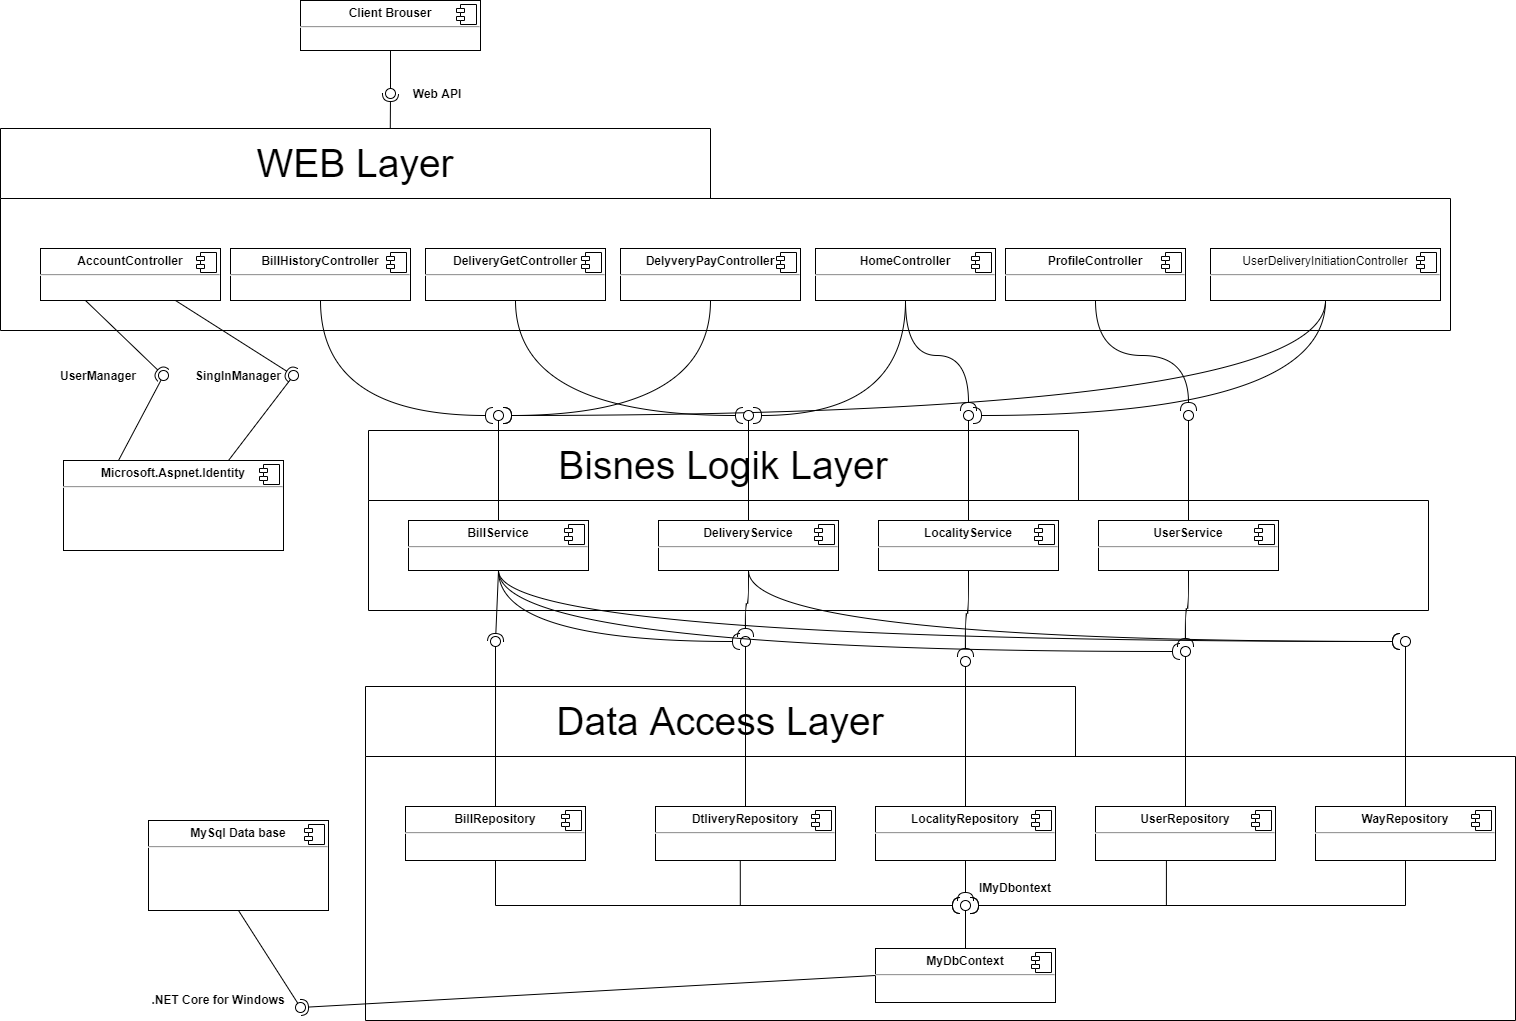 Client Brouser
Web API
WEB Layer
AccountController
BillHistoryController
DeliveryGetController
DelyveryPayController
HomeController
ProfileController
UserDeliveryInitiationController
UserManager
SingInManager
Bisnes Logik Layer
Microsoft.Aspnet.Identity
BillService
DeliveryService
LocalityService
UserService
Data Access Layer
BillRepository
DtliveryRepository
LocalityRepository
UserRepository
WayRepository
MySql Data base
IMyDbontext
MyDbContext
.NET Core for Windows